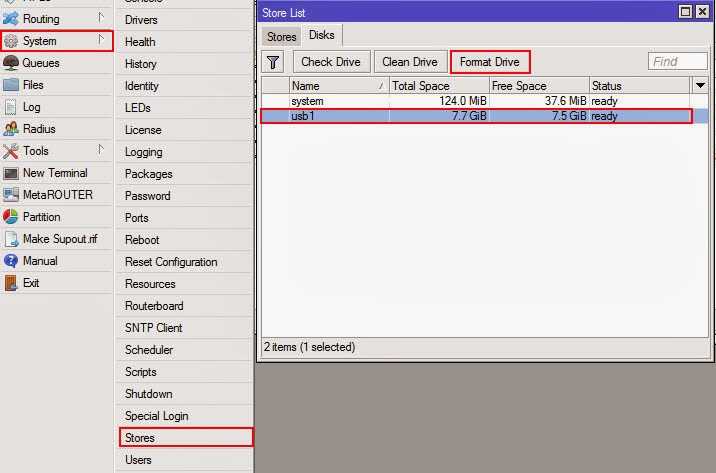 Routing
System
Queues
Files
Log
Radius
Tools
New Terminal
MetaROUTER
Partition
Make Supout.rif
Manual
Exit
Drivers
Health
History
Identity
LEDs
License
Logging
Packages
Password
Ports
Reboot
Reset Configuration
Resources
Routerboard
SNTP Client
Scheduler
Scripts
Shutdown
Special Login
Stores
Users
Store List
Stores Disks
Check Drive Clean Drive Format Drive Find
Name Total Space Free Space Status
system 124.0 MiB 37.6 MiB ready
usb1 7.7 GiB 7.5 GiB ready
2 items (1 selected)